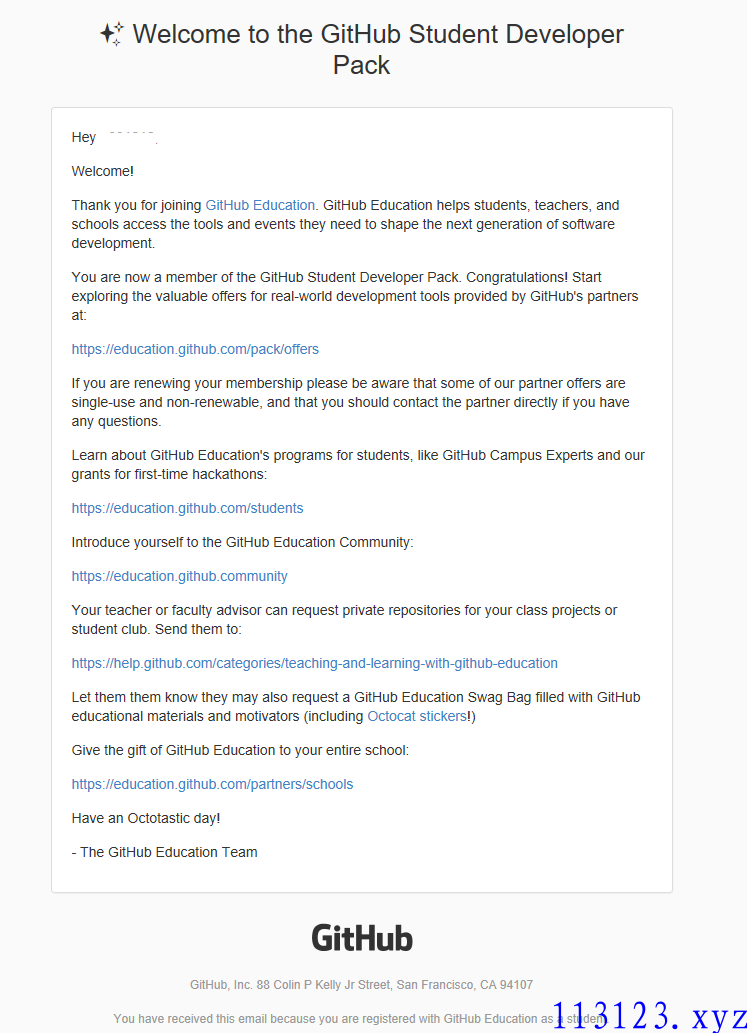 Welcome to the GitHub Student Developer
Pack
Hey
Welcome!
Thank you for joining GitHub Education. GitHub Education helps students, teachers, and
schools access the tools and events they need to shape the next generation of software
development.
You are now a member of the GitHub Student Developer Pack. Congratulations! Start
exploring the valuable offers for real-world development tools provided by GitHub's partners
at:
https://education.github.com/pack/offers
If you are renewing your membership please be aware that some of our partner offers are
single-use and non-renewable, and that you should contact the partner directly if you have
any questions.
Learn about GitHub Education's programs for students, like GitHub Campus Experts and our
grants for first-time hackathons:
https://education.github.com/students
Introduce yourself to the GitHub Education Community:
https://education.github.community
Your teacher or faculty advisor can request private repositories for your class projects or
student club. Send them to:
https://help.github.com/categories/teaching-and-learning-with-github-education
Let them them know they may also request a GitHub Education Swag Bag filled with GitHub
educational materials and motivators (including Octocat stickers!)
Give the gift of GitHub Education to your entire school:
https://education.github.com/partners/schools
Have an Octotastic day!
- The GitHub Education Team
GitHub
GitHub, Inc. 88 Colin P Kelly Jr Street, San Francisco, CA 94107
You have received this email because you are registered with GitHub Education as a student
113123.xyz